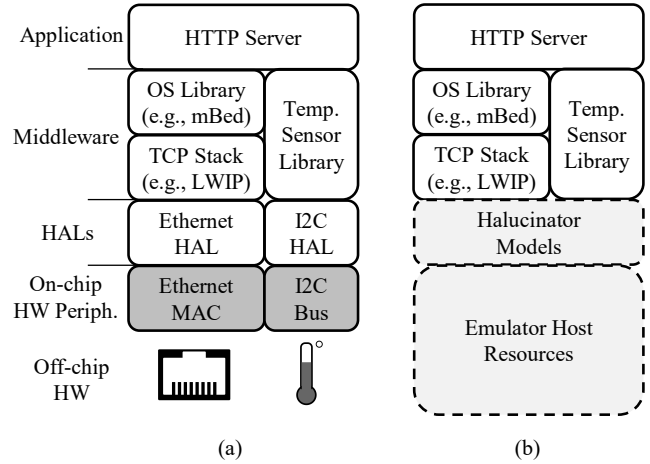 Application
HTTP Server
HTTP Server
Middleware
OS Library
(e.g., mBed)
TCP Stack
(e.g., LWIP)
Temp.
Sensor
Library
OS Library
(e.g., mBed)
TCP Stack
(e.g., LWIP)
Temp.
Sensor
Library
HALs
Ethernet
HAL
I2C
HAL
Halucinator
Models
On-chip
HW Periph.
Ethernet
MAC
I2C
Bus
Emulator Host
Resources
Off-chip
HW
(a)
(b)